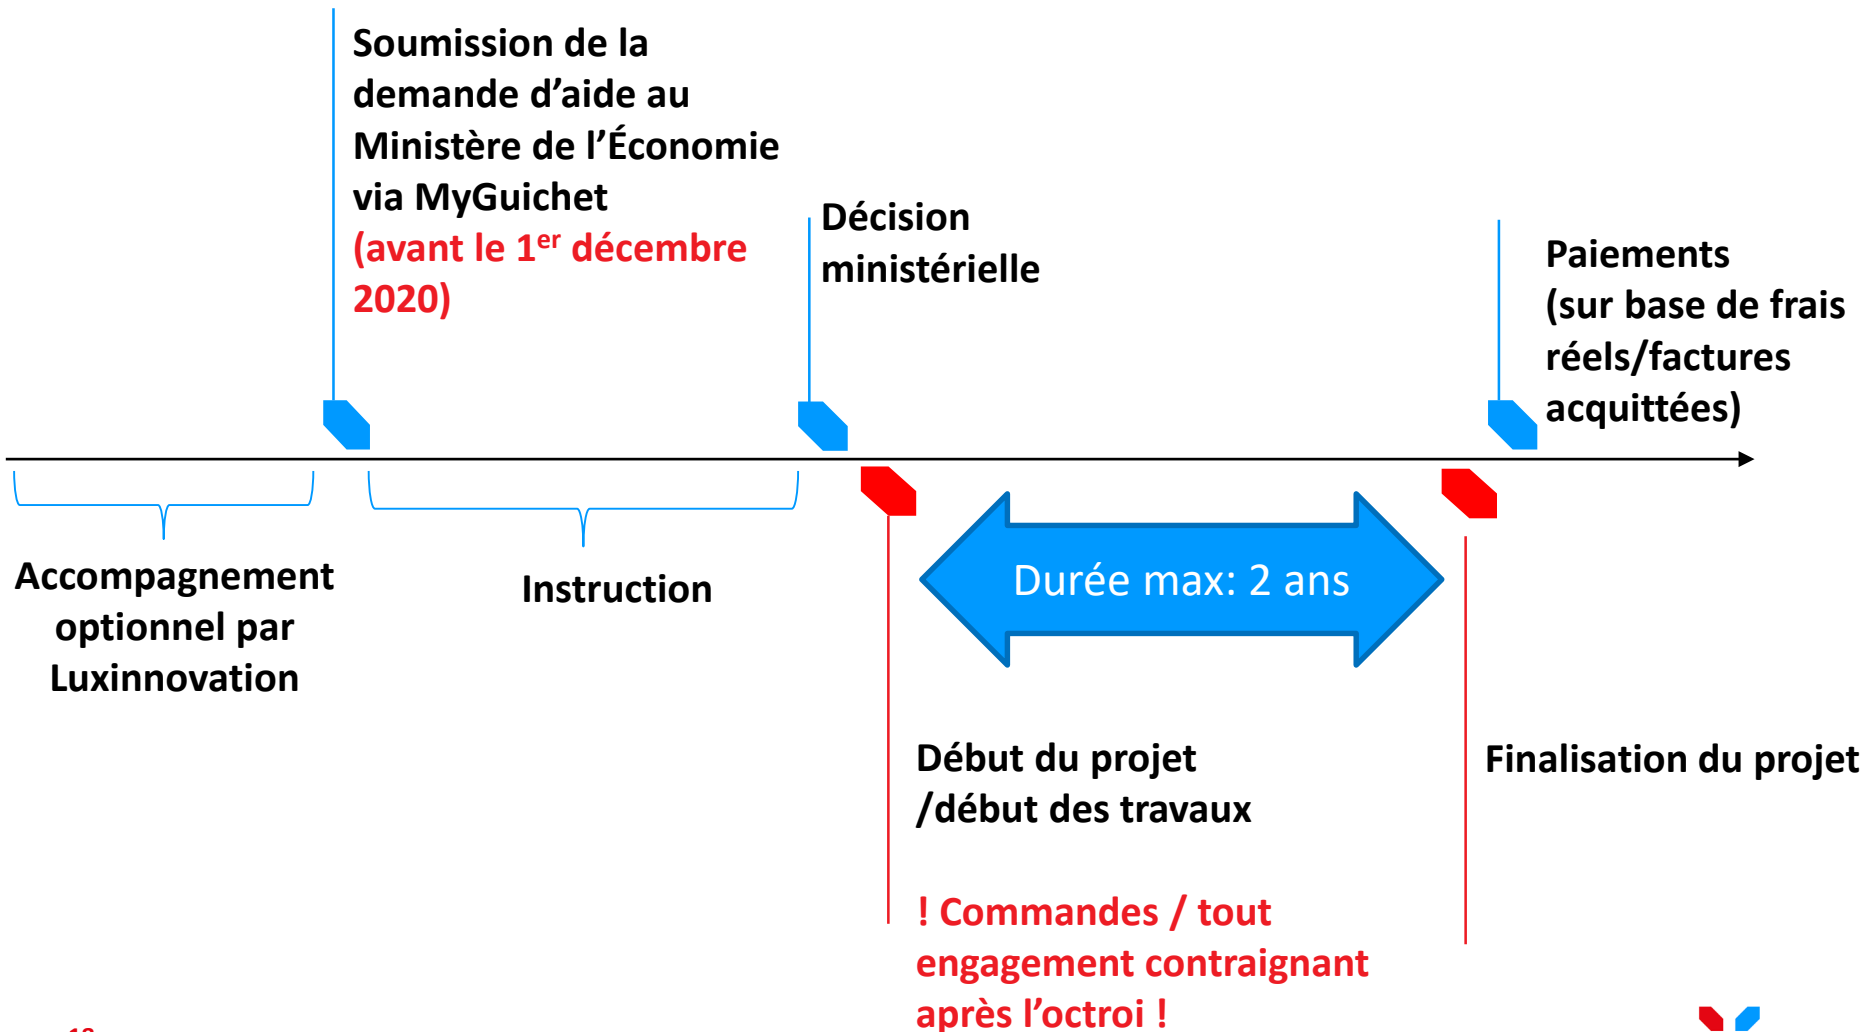 Soumission de la
demande d’aide au
Ministère de l’Économie
via MyGuichet
(avant le 1er décembre
2020)
Décision
ministérielle
Paiements
(sur base de frais
réels/factures
acquittées)
Accompagnement
optionnel par
Luxinnovation
Instruction
Durée max: 2 ans
Début du projet
/début des travaux
! Commandes / tout
engagement contraignant
après l’octroi !
Finalisation du projet